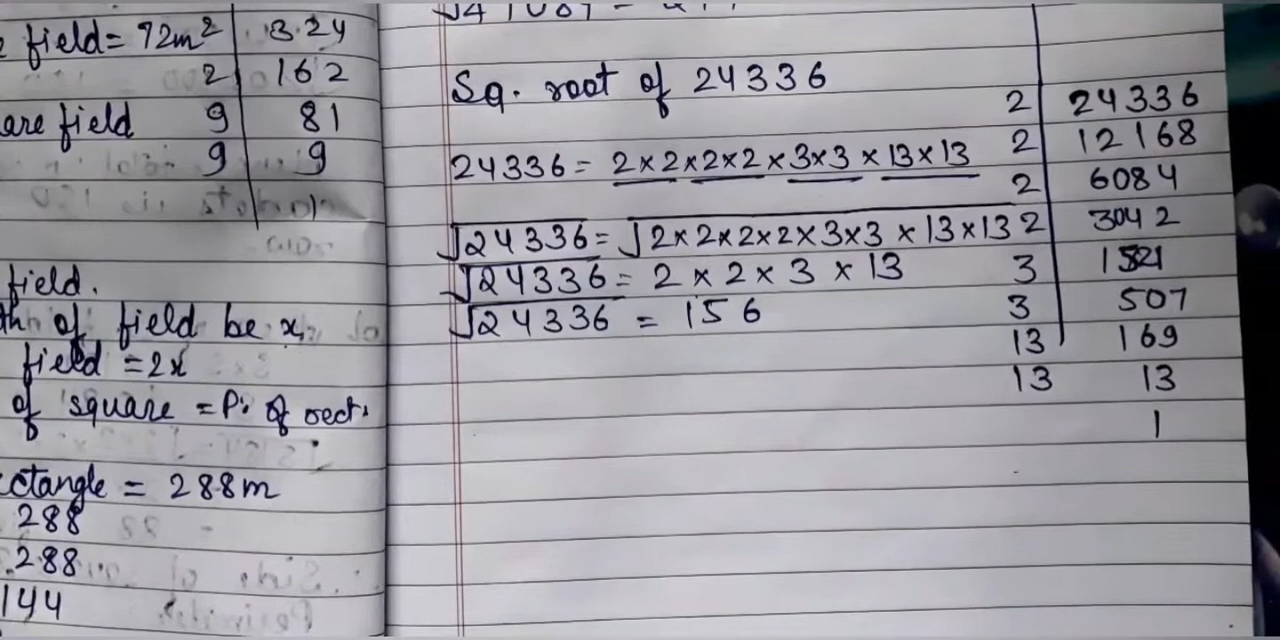 field = 72m²
3.24
2 162
are field 9 81
9 9
field.
of field be x,
field = 2x
of square = P. of rect.
ctangle = 288m
288
288
144
Sq. root of 24336
24336 = 2×2×2×2×3×3×13×13
√24336 = √2×2×2×2×3×3×13×13
√24336 = 2×2×3×13
√24336 = 156
2 24336
2 12168
2 6084
2 3042
3 1521
3 507
13 169
13 13
1